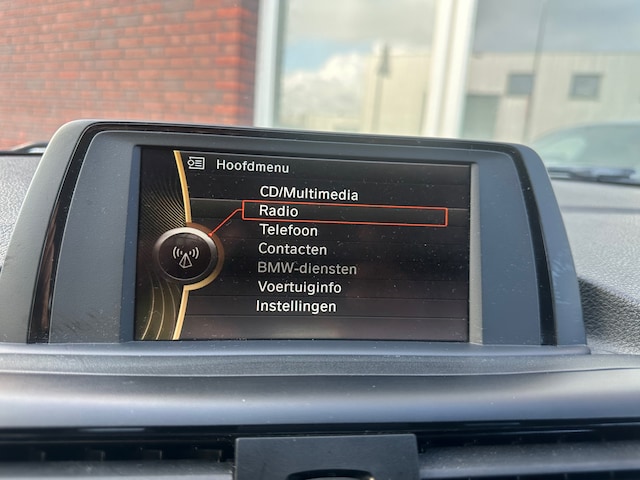 Hoofdmenu
CD/Multimedia
Radio
Telefoon
Contacten
BMW-diensten
Voertuiginfo
Instellingen